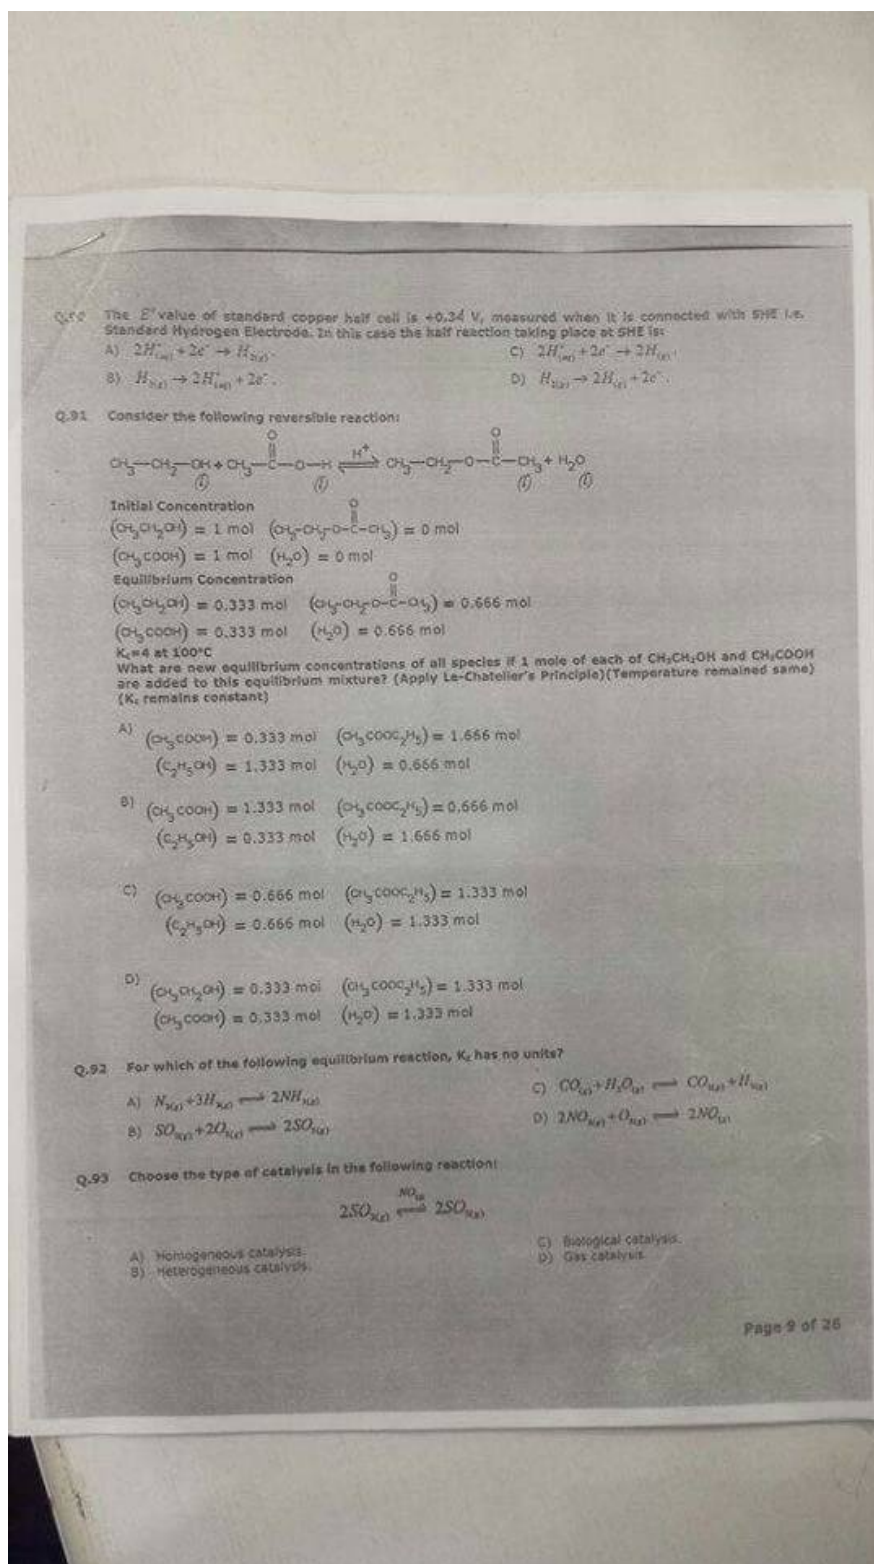 The E° value of standard copper half cell is +0.34 V, measured when it is connected with SHE i.e.
Standard Hydrogen Electrode. In this case the half reaction taking place at SHE is:
A) 2H⁺(aq) + 2e⁻ → H₂(g).
C) 2H⁺(aq) + 2e⁻ → 2H(g).
B) H₂(g) → 2H⁺(aq) + 2e⁻.
D) H₂(g) → 2H(g) + 2e⁻.
Q.91 Consider the following reversible reaction:
O O
CH₃—CH₂—OH + CH₃—C—O—H ⇌ H⁺ CH₃—CH₂—O—C—CH₃ + H₂O
(l) (l) (l) (l)
Initial Concentration
(CH₃CH₂OH) = 1 mol (CH₃-CH₂-O-C-CH₃) = 0 mol
O
(CH₃COOH) = 1 mol (H₂O) = 0 mol
Equilibrium Concentration
O
(CH₃CH₂OH) = 0.333 mol (CH₃-CH₂-O-C-CH₃) = 0.666 mol
(CH₃COOH) = 0.333 mol (H₂O) = 0.666 mol
Kc=4 at 100°C
What are new equilibrium concentrations of all species if 1 mole of each of CH₃CH₂OH and CH₃COOH
are added to this equilibrium mixture? (Apply Le-Chatelier's Principle)(Temperature remained same)
(Kc remains constant)
A) (CH₃COOH) = 0.333 mol (CH₃COOC₂H₅) = 1.666 mol
(C₂H₅OH) = 1.333 mol (H₂O) = 0.666 mol
B) (CH₃COOH) = 1.333 mol (CH₃COOC₂H₅) = 0.666 mol
(C₂H₅OH) = 0.333 mol (H₂O) = 1.666 mol
C) (CH₃COOH) = 0.666 mol (CH₃COOC₂H₅) = 1.333 mol
(C₂H₅OH) = 0.666 mol (H₂O) = 1.333 mol
D) (CH₃CH₂OH) = 0.333 mol (CH₃COOC₂H₅) = 1.333 mol
(CH₃COOH) = 0.333 mol (H₂O) = 1.333 mol
Q.92 For which of the following equilibrium reaction, Kc has no units?
A) N₂(g) + 3H₂(g) ⇌ 2NH₃(g)
C) CO(g) + H₂O(g) ⇌ CO₂(g) + H₂(g)
B) SO₂(g) + 2O₂(g) ⇌ 2SO₃(g)
D) 2NO₂(g) + O₂(g) ⇌ 2NO(g)
Q.93 Choose the type of catalysis in the following reaction:
2SO₂(g) ⇌ NO(g) 2SO₃(g)
A) Homogeneous catalysis.
C) Biological catalysis.
B) Heterogeneous catalysis.
D) Gas catalysis.
Page 9 of 26